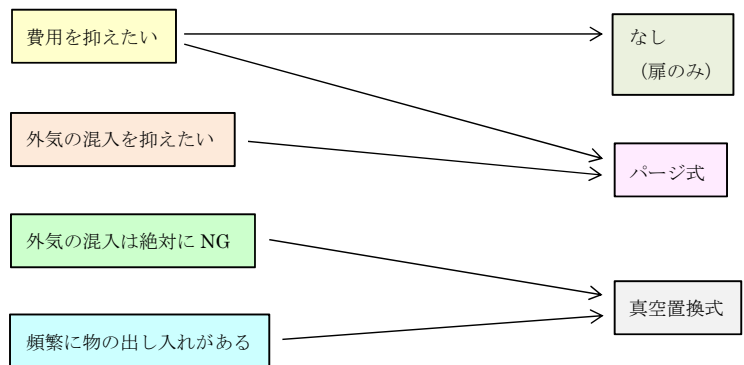 費用を抑えたい
なし
（扉のみ）
外気の混入を抑えたい
パージ式
外気の混入は絶対に NG
真空置換式
頻繁に物の出し入れがある